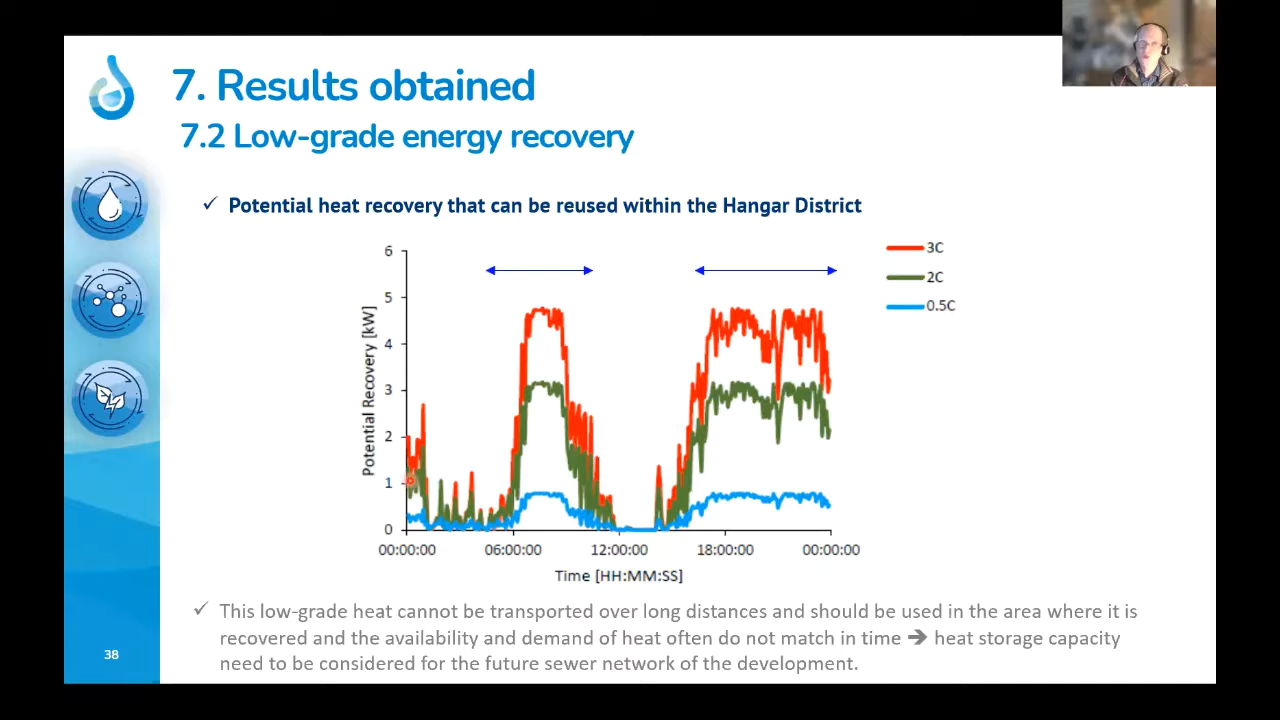 7. Results obtained
7.2 Low-grade energy recovery
✓ Potential heat recovery that can be reused within the Hangar District
Potential Recovery [kW]
6
5
4
3
2
1
0
00:00:00 06:00:00 12:00:00 18:00:00 00:00:00
Time [HH:MM:SS]
3C
2C
0.5C
✓ This low-grade heat cannot be transported over long distances and should be used in the area where it is
recovered and the availability and demand of heat often do not match in time ➔ heat storage capacity
need to be considered for the future sewer network of the development.
38